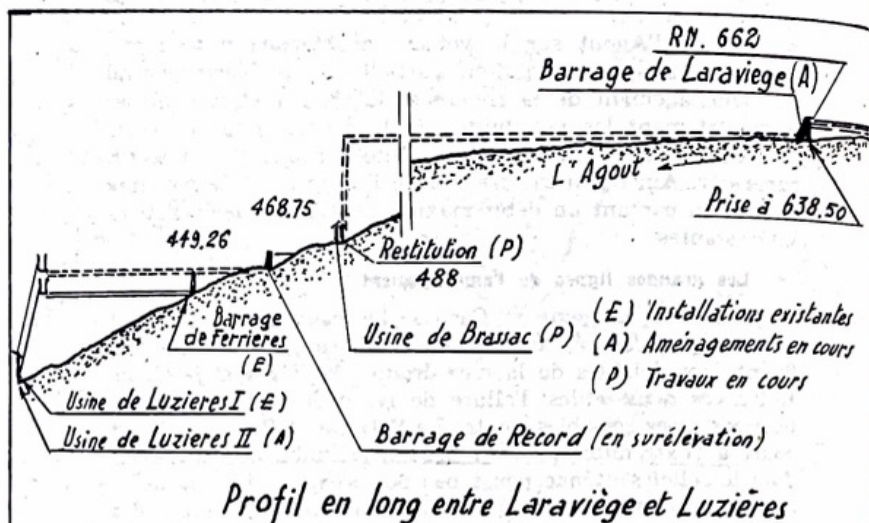 RN. 662
Barrage de Laraviege (A)
L'Agout
Prise à 638.50
468.75
449.26
Restitution (P)
488
Barrage
de Ferrieres
(E)
Usine de Brassac (P)
(E) Installations existantes
(A) Aménagements en cours
(P) Travaux en cours
Usine de Luzieres I (E)
Usine de Luzieres II (A)
Barrage de Record (en surélévation)
Profil en long entre Laraviège et Luzières